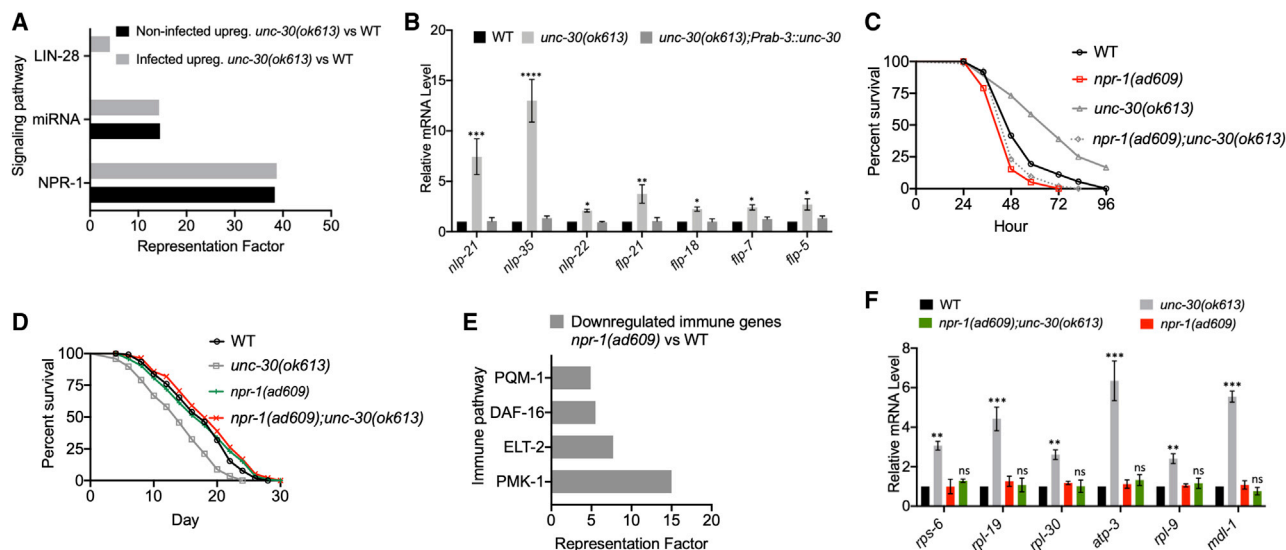 A
Non-infected upreg. unc-30(ok613) vs WT
Infected upreg. unc-30(ok613) vs WT
Signaling pathway
LIN-28
miRNA
NPR-1
0 10 20 30 40 50
Representation Factor
B
WT unc-30(ok613) unc-30(ok613);Prab-3::unc-30
Relative mRNA Level
20
15
10
5
0
*** **** * ** * * *
nlp-21 nlp-35 nlp-22 flp-21 flp-18 flp-7 flp-5
C
WT
npr-1(ad609)
unc-30(ok613)
npr-1(ad609);unc-30(ok613)
Percent survival
100
75
50
25
0
0 24 48 72 96
Hour
D
WT
unc-30(ok613)
npr-1(ad609)
npr-1(ad609);unc-30(ok613)
Percent survival
100
75
50
25
0
0 10 20 30
Day
E
Downregulated immune genes
npr-1(ad609) vs WT
Immune pathway
PQM-1
DAF-16
ELT-2
PMK-1
0 5 10 15 20
Representation Factor
F
WT unc-30(ok613)
npr-1(ad609);unc-30(ok613) npr-1(ad609)
Relative mRNA Level
8
6
4
2
0
** ns *** ns ** ns *** ns ** ns *** ns
rps-6 rpl-19 rpl-30 atp-3 rpl-9 mdl-1